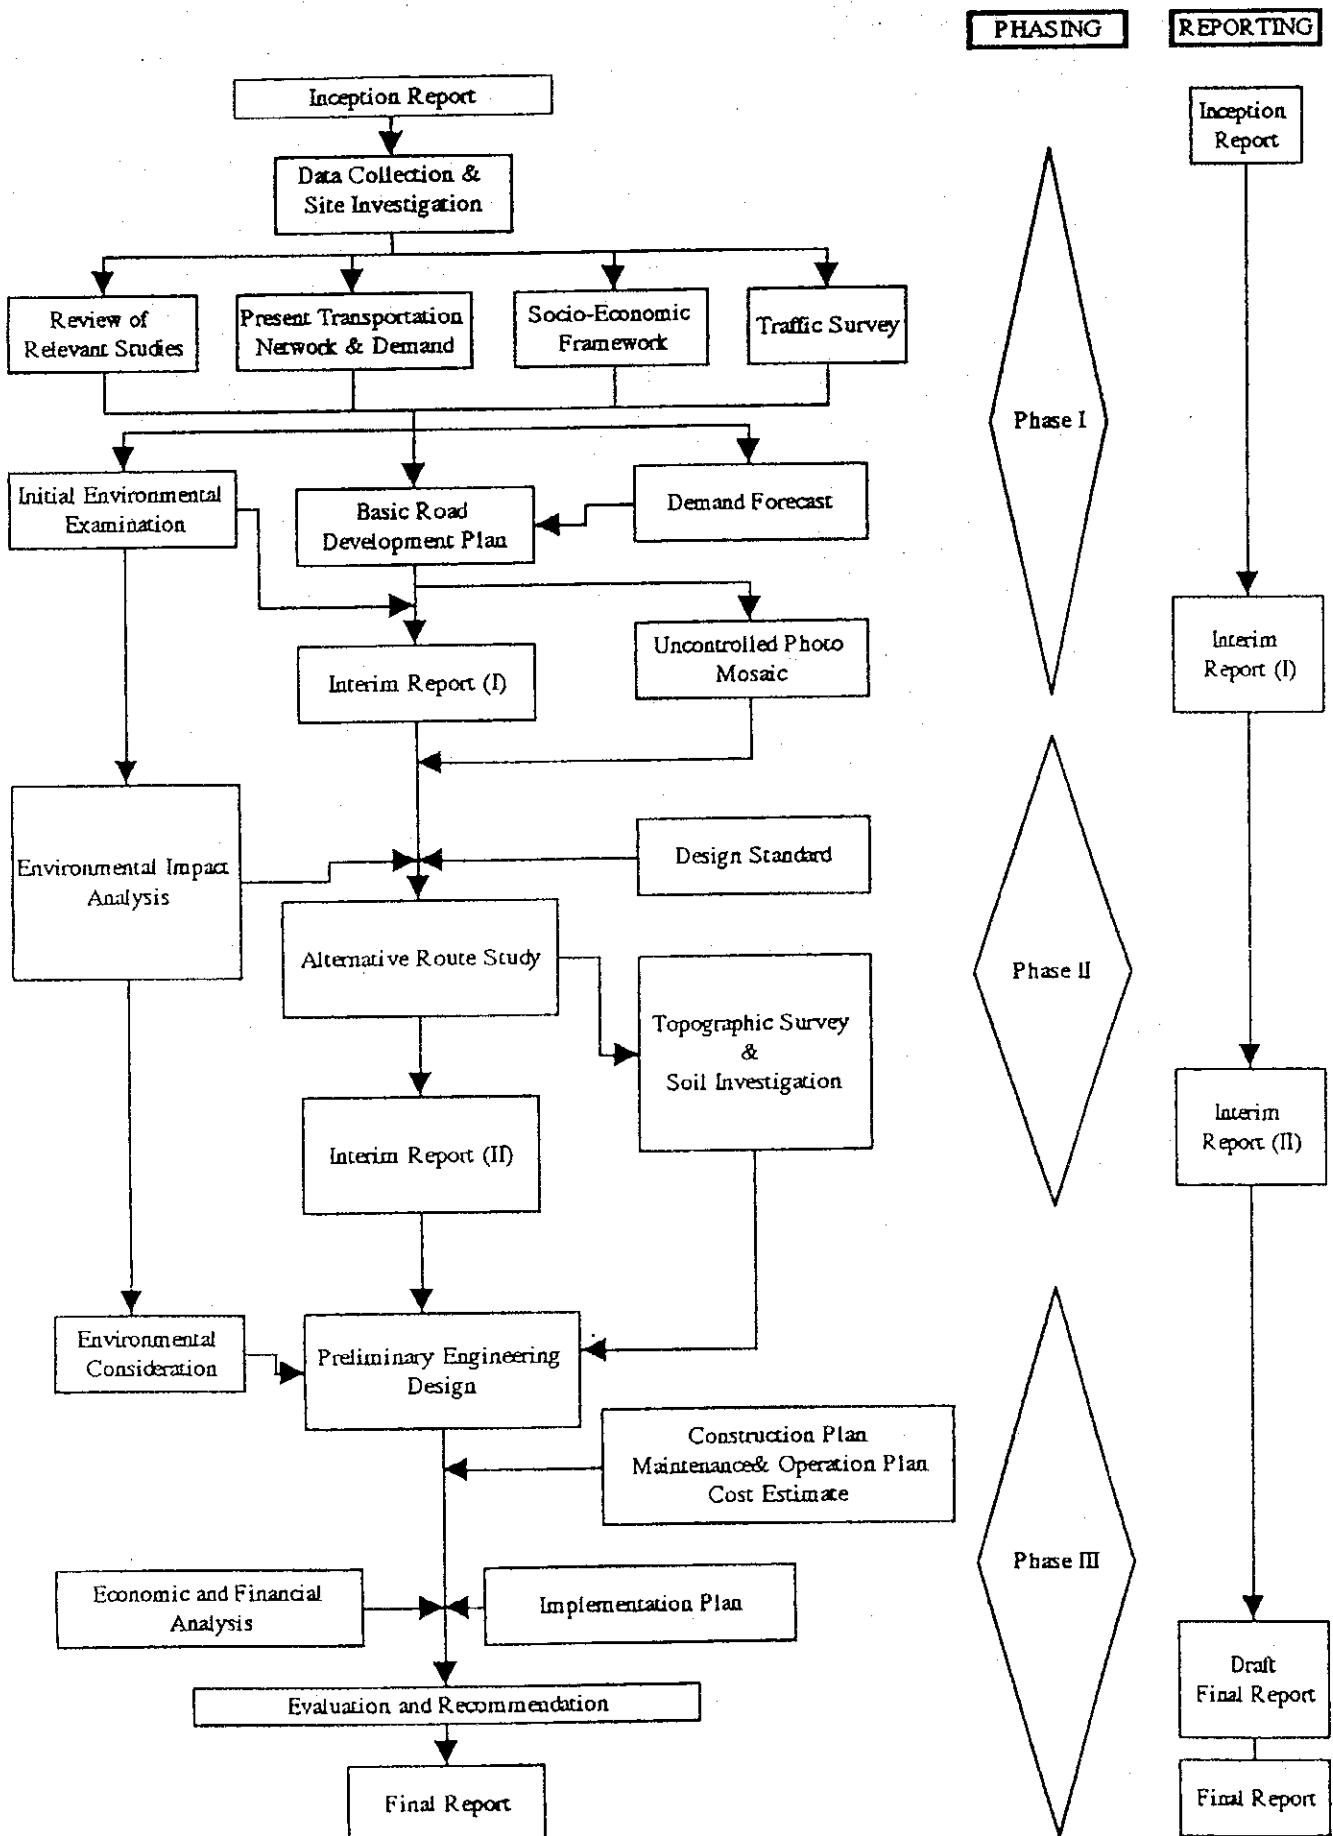 PHASING
REPORTING
Inception Report
Data Collection &
Site Investigation
Review of
Relevant Studies
Present Transportation
Network & Demand
Socio-Economic
Framework
Traffic Survey
Initial Environmental
Examination
Basic Road
Development Plan
Demand Forecast
Interim Report (I)
Uncontrolled Photo
Mosaic
Environmental Impact
Analysis
Design Standard
Alternative Route Study
Topographic Survey
&
Soil Investigation
Interim Report (II)
Environmental
Consideration
Preliminary Engineering
Design
Construction Plan
Maintenance& Operation Plan
Cost Estimate
Economic and Financial
Analysis
Implementation Plan
Evaluation and Recommendation
Final Report
Phase I
Phase II
Phase III
Inception
Report
Interim
Report (I)
Interim
Report (II)
Draft
Final Report
Final Report